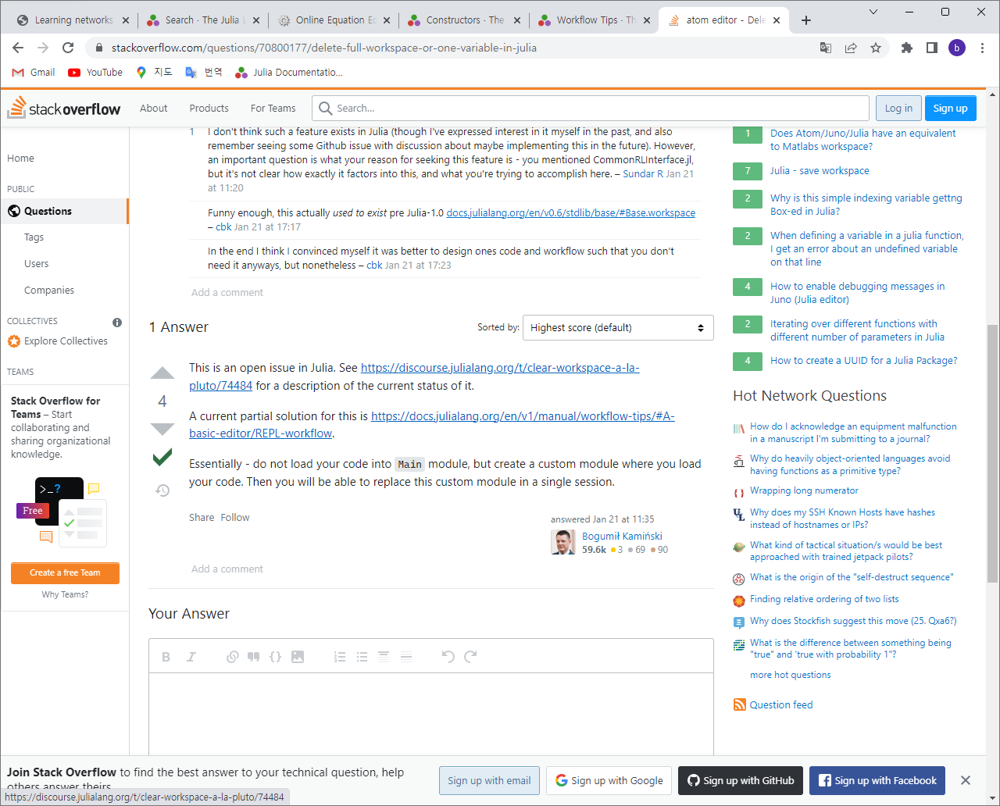 Learning networks
Search · The Julia L
Online Equation Ec
Constructors · The
Workflow Tips · Th
atom editor - Dele
stackoverflow.com/questions/70800177/delete-full-workspace-or-one-variable-in-julia
b
Gmail
YouTube
지도
번역
Julia Documentatio...
stackoverflow
About
Products
For Teams
Search...
Log in
Sign up
Home
PUBLIC
Questions
Tags
Users
Companies
COLLECTIVES
Explore Collectives
TEAMS
Stack Overflow for
Teams – Start
collaborating and
sharing organizational
knowledge.
>_?
Free
Create a free Team
Why Teams?
1
I don't think such a feature exists in Julia (though I've expressed interest in it myself in the past, and also
remember seeing some Github issue with discussion about maybe implementing this in the future). However,
an important question is what your reason for seeking this feature is - you mentioned CommonRLInterface.jl,
but it's not clear how exactly it factors into this, and what you're trying to accomplish here. – Sundar R Jan 21
at 11:20
Funny enough, this actually used to exist pre Julia-1.0 docs.julialang.org/en/v0.6/stdlib/base/#Base.workspace
– cbk Jan 21 at 17:17
In the end I think I convinced myself it was better to design ones code and workflow such that you don't
need it anyways, but nonetheless – cbk Jan 21 at 17:23
Add a comment
1 Answer
Sorted by:
Highest score (default)
4
This is an open issue in Julia. See https://discourse.julialang.org/t/clear-workspace-a-la-
pluto/74484 for a description of the current status of it.
A current partial solution for this is https://docs.julialang.org/en/v1/manual/workflow-tips/#A-
basic-editor/REPL-workflow.
Essentially - do not load your code into Main module, but create a custom module where you load
your code. Then you will be able to replace this custom module in a single session.
Share Follow
answered Jan 21 at 11:35
Bogumił Kamiński
59.6k 3 69 90
Add a comment
Your Answer
B I {}
1 Does Atom/Juno/Julia have an equivalent
to Matlabs workspace?
7 Julia - save workspace
2 Why is this simple indexing variable gettng
Box-ed in Julia?
2 When defining a variable in a julia function,
I get an error about an undefined variable
on that line
4 How to enable debugging messages in
Juno (Julia editor)
2 Iterating over different functions with
different number of parameters in Julia
4 How to create a UUID for a Julia Package?
Hot Network Questions
How do I acknowledge an equipment malfunction
in a manuscript I'm submitting to a journal?
Why do heavily object-oriented languages avoid
having functions as a primitive type?
Wrapping long numerator
Why does my SSH Known Hosts have hashes
instead of hostnames or IPs?
What kind of tactical situation/s would be best
approached with trained jetpack pilots?
What is the origin of the "self-destruct sequence"
Finding relative ordering of two lists
Why does Stockfish suggest this move (25. Qxa6?)
What is the difference between something being
"true" and 'true with probability 1"?
more hot questions
Question feed
Join Stack Overflow to find the best answer to your technical question, help
others answer theirs.
Sign up with email
Sign up with Google
Sign up with GitHub
Sign up with Facebook
https://discourse.julialang.org/t/clear-workspace-a-la-pluto/74484